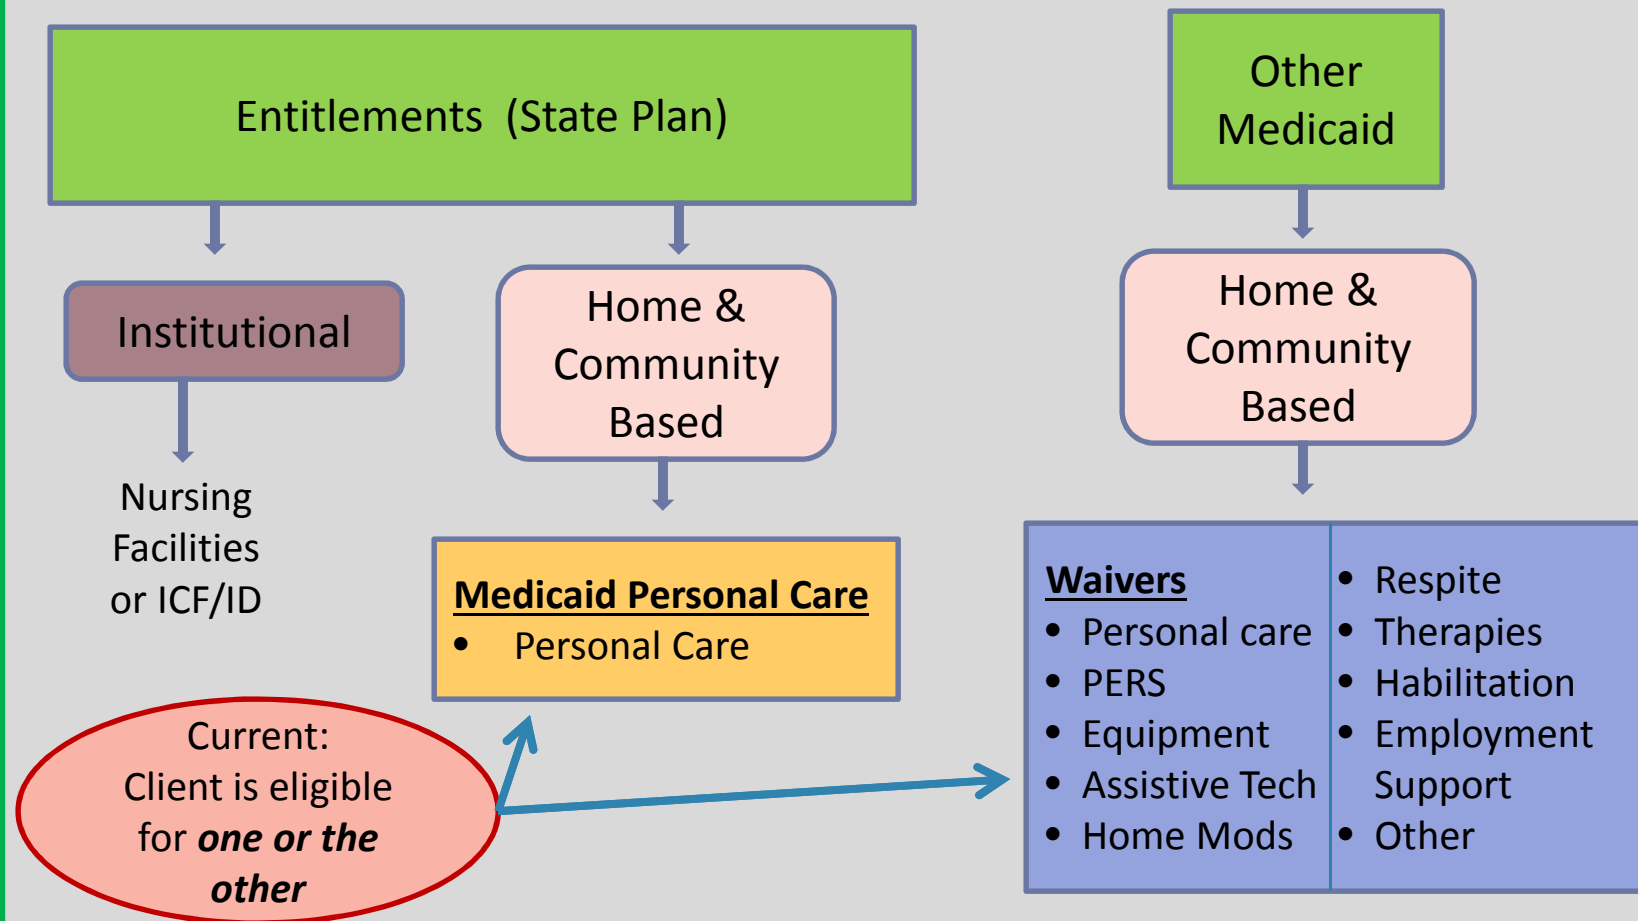 Entitlements (State Plan)
Other
Medicaid
Institutional
Home &
Community
Based
Home &
Community
Based
Nursing
Facilities
or ICF/ID
Medicaid Personal Care
• Personal Care
Waivers
• Personal care
• PERS
• Equipment
• Assistive Tech
• Home Mods
• Respite
• Therapies
• Habilitation
• Employment
Support
• Other
Current:
Client is eligible
for one or the
other